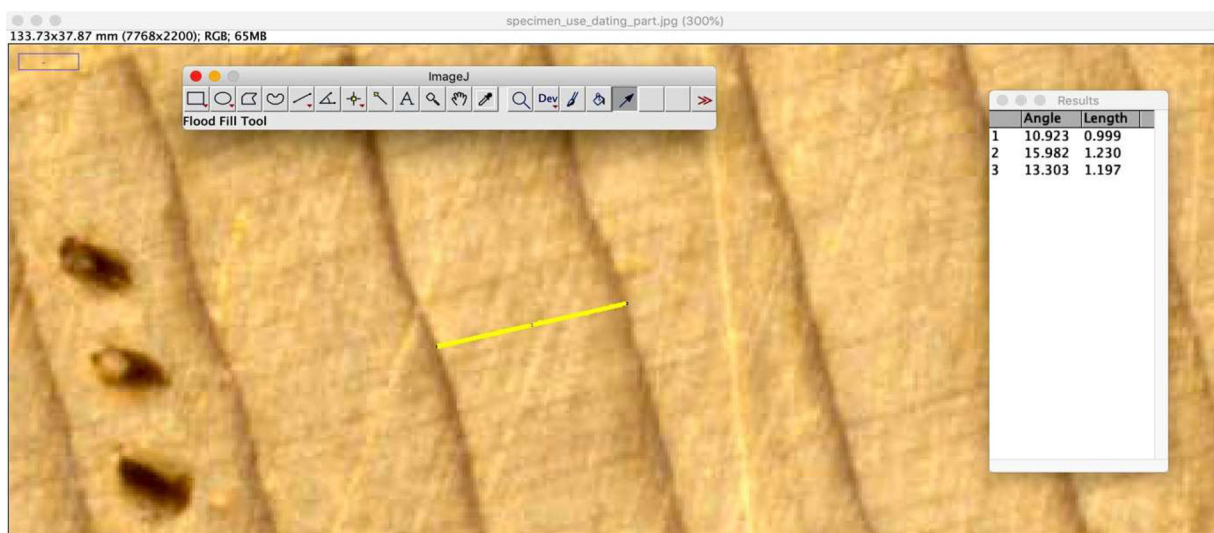 specimen_use_dating_part.jpg (300%)
133.73x37.87 mm (7768x2200); RGB; 65MB
ImageJ
A Dev
Flood Fill Tool
Results
Angle Length
1 10.923 0.999
2 15.982 1.230
3 13.303 1.197